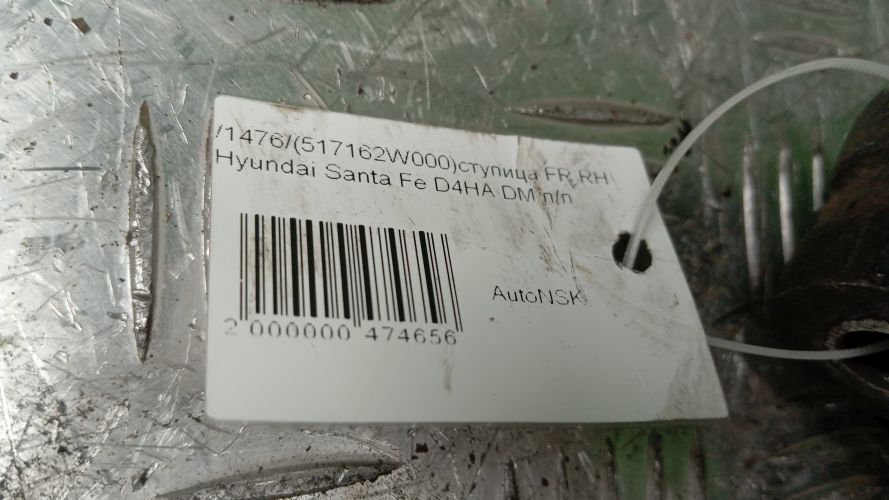 /1476/(517162W000)ступица FR RH
Hyundai Santa Fe D4HA DM п/п
AutoNSK
2 000000 474656